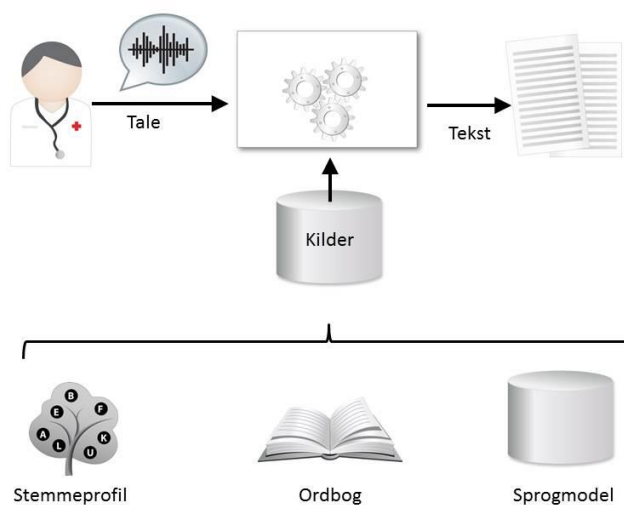 Tale
Tekst
Kilder
B
E
F
A
L
U
K
Stemmeprofil
Ordbog
Sprogmodel